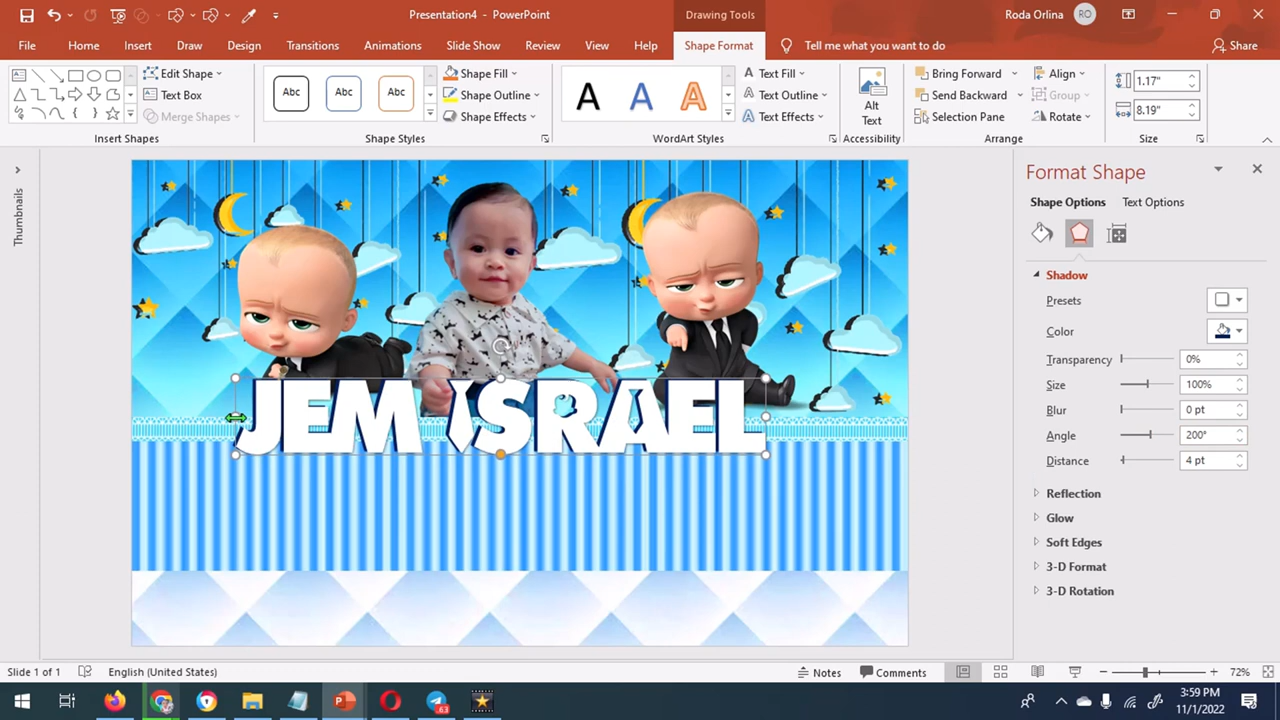 Presentation4 - PowerPoint
Drawing Tools
Roda Orlina
RO
File
Home
Insert
Draw
Design
Transitions
Animations
Slide Show
Review
View
Help
Shape Format
Tell me what you want to do
Share
Edit Shape
Text Box
Merge Shapes
Insert Shapes
Abc
Abc
Abc
Shape Fill
Shape Outline
Shape Effects
Shape Styles
A
A
A
Text Fill
Text Outline
Text Effects
WordArt Styles
Alt
Text
Accessibility
Bring Forward
Send Backward
Selection Pane
Align
Group
Rotate
Arrange
1.17"
8.19"
Size
Thumbnails
JEM ISRAEL
Format Shape
Shape Options
Text Options
Shadow
Presets
Color
Transparency
0%
Size
100%
Blur
0 pt
Angle
200°
Distance
4 pt
Reflection
Glow
Soft Edges
3-D Format
3-D Rotation
Slide 1 of 1
English (United States)
Notes
Comments
72%
63
3:59 PM
11/1/2022